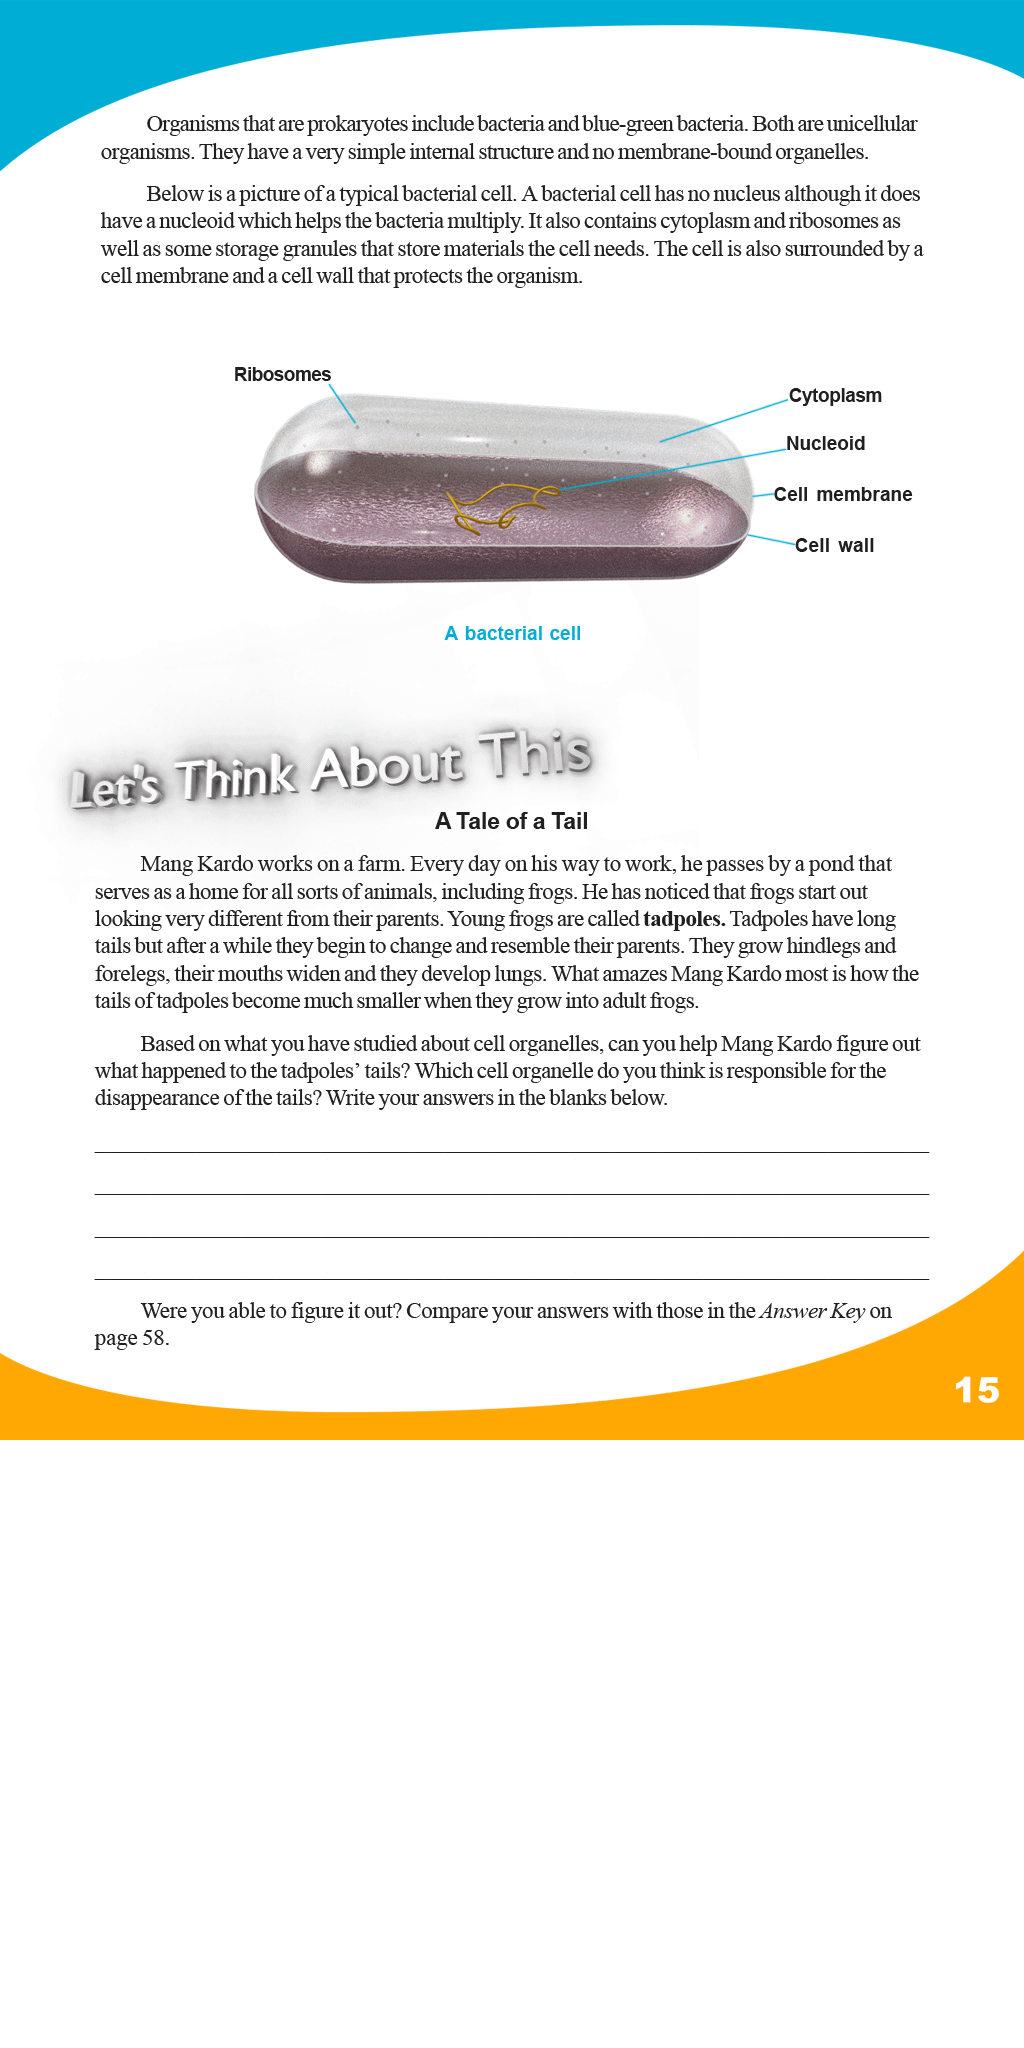 Organisms that are prokaryotes include bacteria and blue-green bacteria. Both are unicellular
organisms. They have a very simple internal structure and no membrane-bound organelles.
Below is a picture of a typical bacterial cell. A bacterial cell has no nucleus although it does
have a nucleoid which helps the bacteria multiply. It also contains cytoplasm and ribosomes as
well as some storage granules that store materials the cell needs. The cell is also surrounded by a
cell membrane and a cell wall that protects the organism.
Ribosomes
Cytoplasm
Nucleoid
Cell membrane
Cell wall
A bacterial cell
Let's Think About This
A Tale of a Tail
Mang Kardo works on a farm. Every day on his way to work, he passes by a pond that
serves as a home for all sorts of animals, including frogs. He has noticed that frogs start out
looking very different from their parents. Young frogs are called tadpoles. Tadpoles have long
tails but after a while they begin to change and resemble their parents. They grow hindlegs and
forelegs, their mouths widen and they develop lungs. What amazes Mang Kardo most is how the
tails of tadpoles become much smaller when they grow into adult frogs.
Based on what you have studied about cell organelles, can you help Mang Kardo figure out
what happened to the tadpoles’ tails? Which cell organelle do you think is responsible for the
disappearance of the tails? Write your answers in the blanks below.
Were you able to figure it out? Compare your answers with those in the Answer Key on
page 58.
15